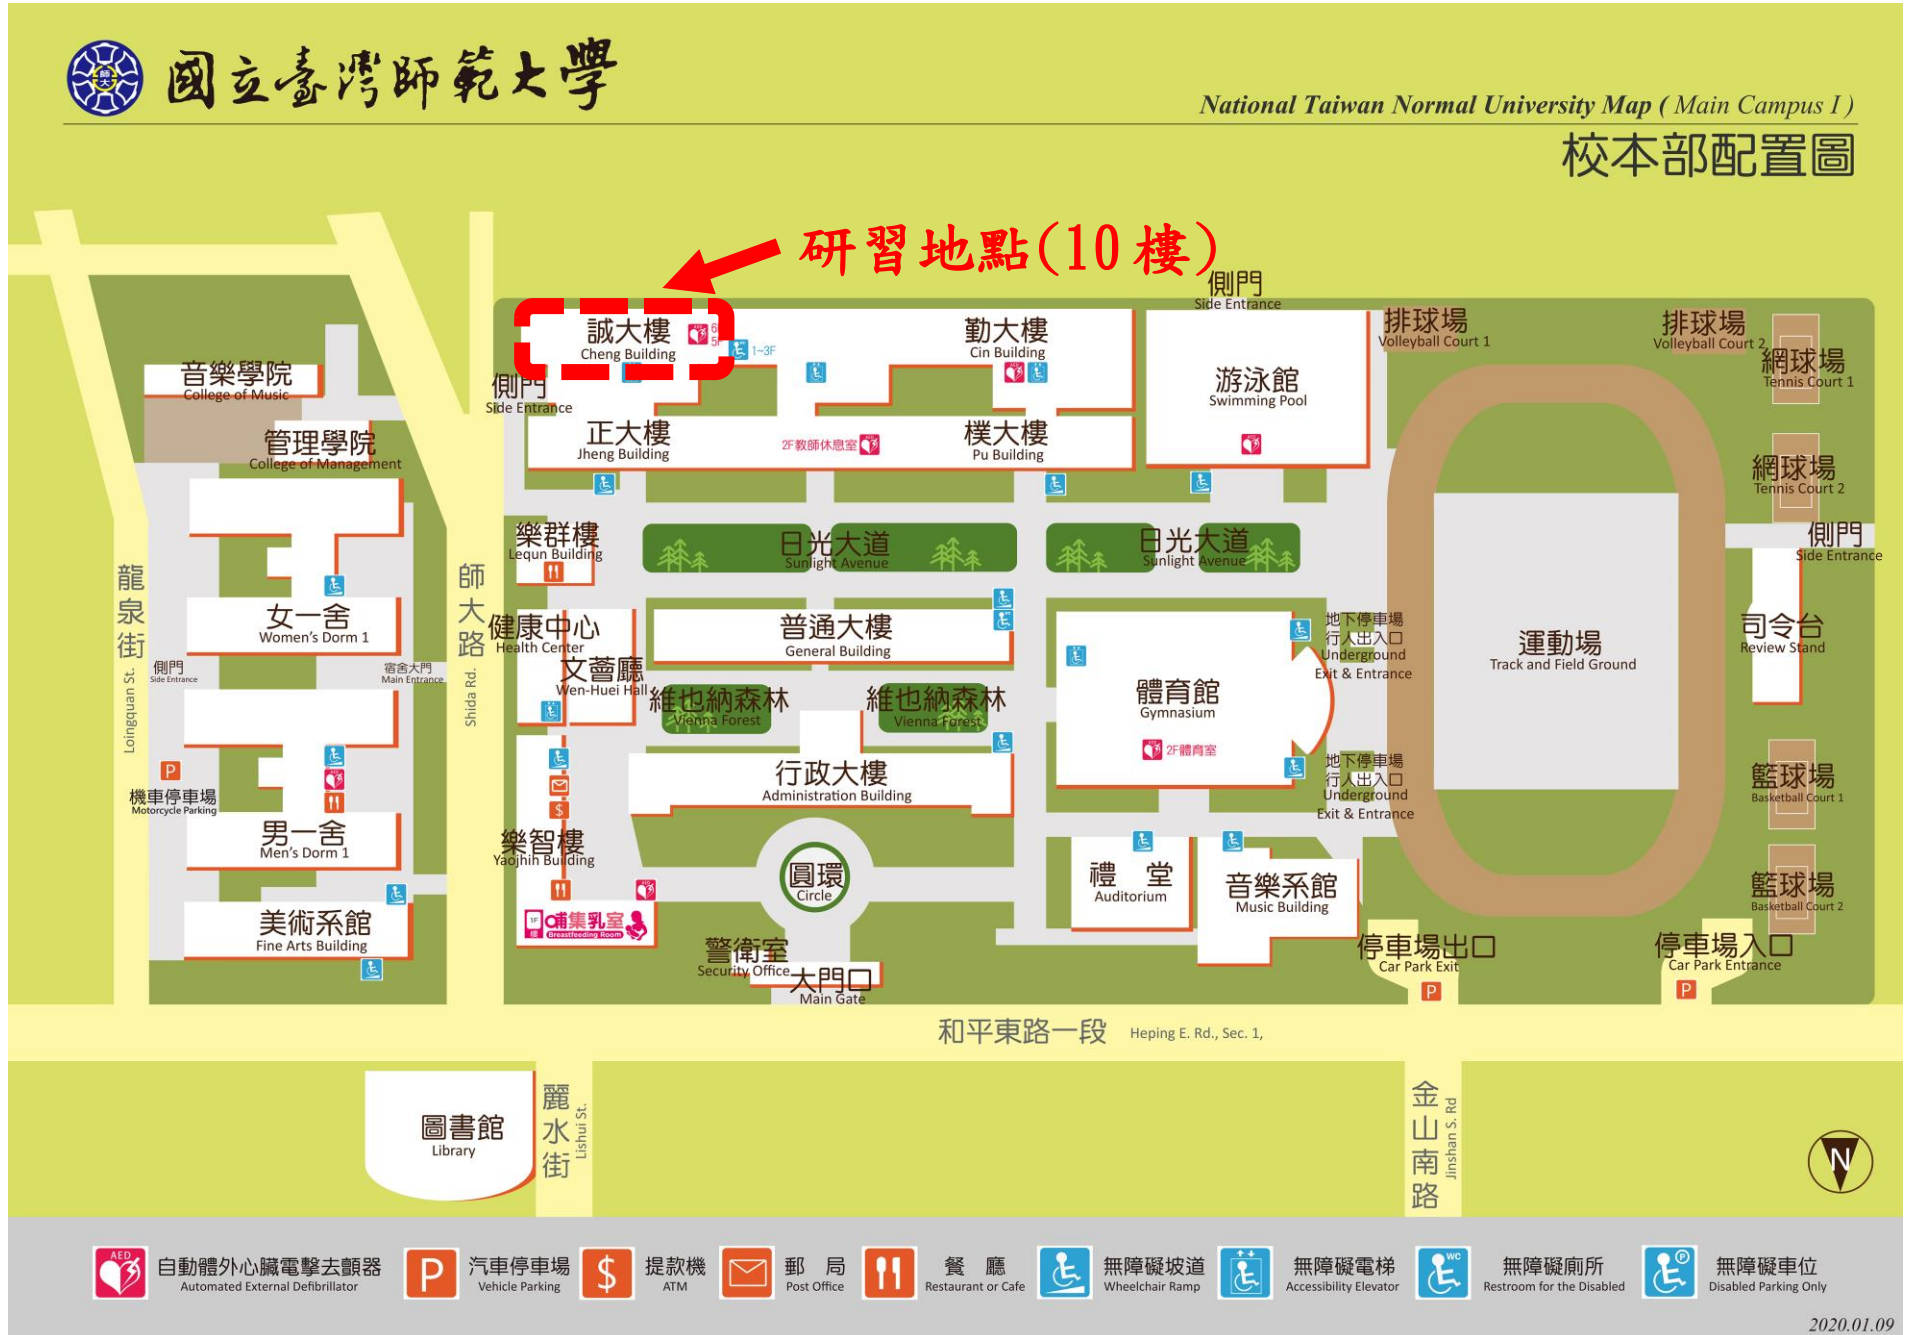 國立臺灣師範大學
National Taiwan Normal University Map ( Main Campus I )
校本部配置圖
研習地點(10樓)
側門
Side Entrance
誠大樓
Cheng Building
1~3F
勤大樓
Cin Building
排球場
Volleyball Court 1
排球場
Volleyball Court 2
網球場
Tennis Court 1
音樂學院
College of Music
側門
Side Entrance
游泳館
Swimming Pool
管理學院
College of Management
正大樓
Jheng Building
2F教師休息室
樸大樓
Pu Building
網球場
Tennis Court 2
樂群樓
Lequn Building
日光大道
Sunlight Avenue
日光大道
Sunlight Avenue
側門
Side Entrance
龍泉街
Loingquan St.
師大路
Shida Rd.
女一舍
Women's Dorm 1
健康中心
Health Center
普通大樓
General Building
地下停車場
行人出入口
Underground
Exit & Entrance
運動場
Track and Field Ground
司令台
Review Stand
側門
Side Entrance
宿舍大門
Main Entrance
文薈廳
Wen-Huei Hall
維也納森林
Vienna Forest
維也納森林
Vienna Forest
體育館
Gymnasium
2F體育室
P
機車停車場
Motorcycle Parking
行政大樓
Administration Building
地下停車場
行人出入口
Underground
Exit & Entrance
籃球場
Basketball Court 1
男一舍
Men's Dorm 1
$
樂智樓
Yaojhih Building
圓環
Circle
禮堂
Auditorium
音樂系館
Music Building
籃球場
Basketball Court 2
美術系館
Fine Arts Building
1F
哺集乳室
Breastfeeding Room
警衛室
Security Office
大門口
Main Gate
停車場出口
Car Park Exit
P
停車場入口
Car Park Entrance
P
和平東路一段 Heping E. Rd., Sec. 1,
圖書館
Library
麗水街
Lishui St.
金山南路
Jinshan S. Rd
N
AED
自動體外心臟電擊去顫器
Automated External Defibrillator
P
汽車停車場
Vehicle Parking
$
提款機
ATM
郵局
Post Office
餐廳
Restaurant or Cafe
無障礙坡道
Wheelchair Ramp
無障礙電梯
Accessibility Elevator
WC
無障礙廁所
Restroom for the Disabled
P
無障礙車位
Disabled Parking Only
2020.01.09